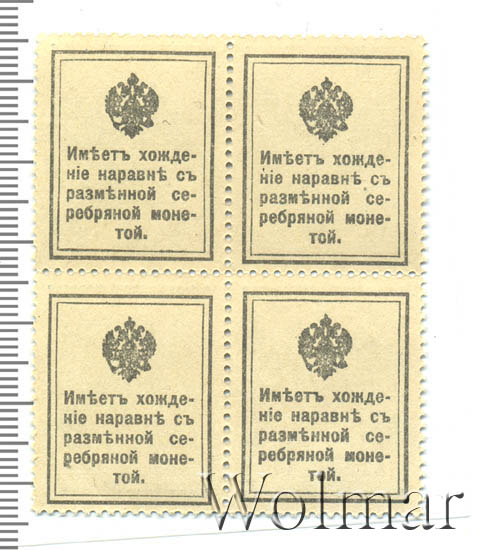 Имѣетъ хожде-
ніе наравнѣ съ
размѣнной се-
ребряной моне-
той.
Имѣетъ хожде-
ніе наравнѣ съ
размѣнной се-
ребряной моне-
той.
Имѣетъ хожде-
ніе наравнѣ съ
размѣнной се-
ребряной моне-
той.
Имѣетъ хожде-
ніе наравнѣ съ
размѣнной се-
ребряной моне-
той.
Wolmar